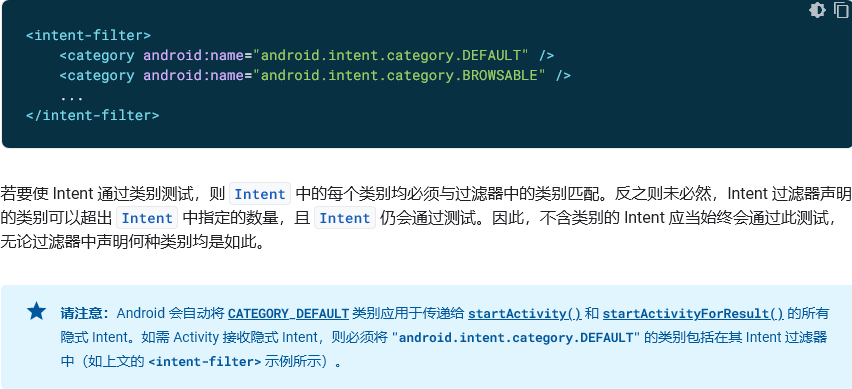 <intent-filter>
    <category android:name="android.intent.category.DEFAULT" />
    <category android:name="android.intent.category.BROWSABLE" />
    ...
</intent-filter>
若要使 Intent 通过类别测试，则 Intent 中的每个类别均必须与过滤器中的类别匹配。反之则未必然，Intent 过滤器声明
的类别可以超出 Intent 中指定的数量，且 Intent 仍会通过测试。因此，不含类别的 Intent 应当始终会通过此测试，
无论过滤器中声明何种类别均是如此。
请注意：Android 会自动将 CATEGORY_DEFAULT 类别应用于传递给 startActivity() 和 startActivityForResult() 的所有
隐式 Intent。如需 Activity 接收隐式 Intent，则必须将 "android.intent.category.DEFAULT" 的类别包括在其 Intent 过滤器
中（如上文的 <intent-filter> 示例所示）。